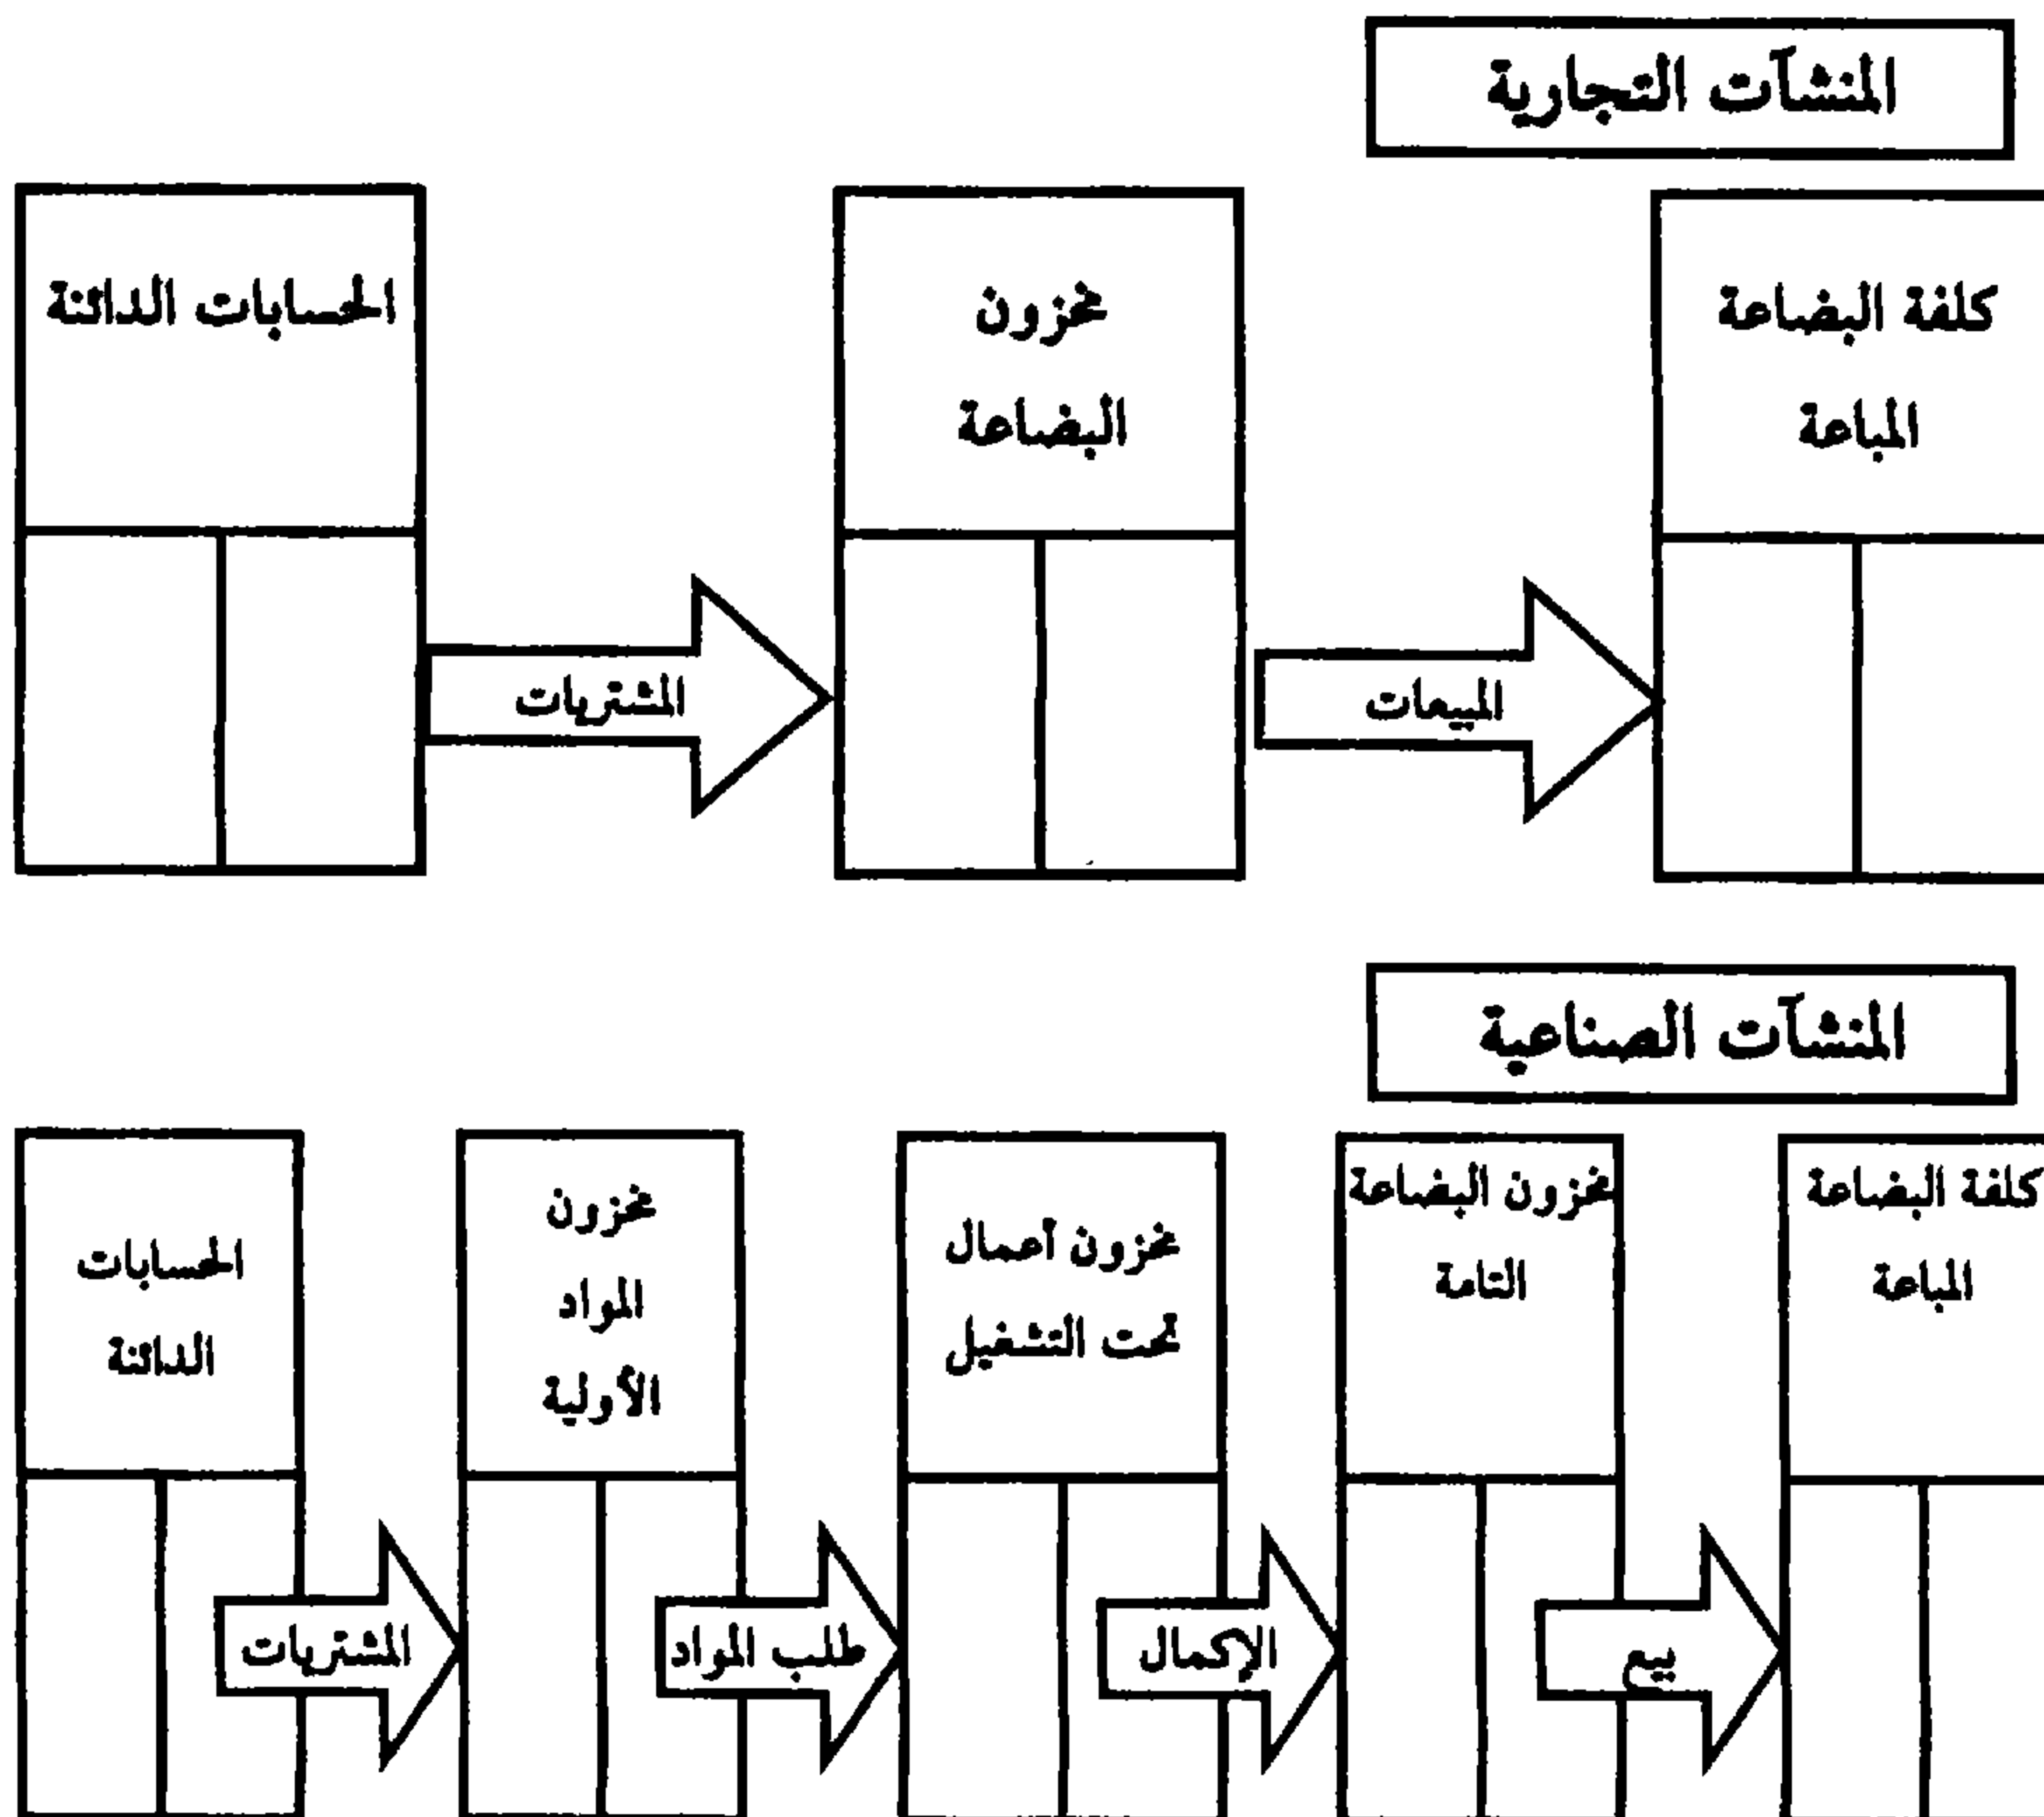 المنشآت التجارية
الحسابات الدائنة
مخزون
البضاعة
كلفة البضاعة
المباعة
المشتريات
المبيعات
المنشآت الصناعية
الحسابات
الدائنة
مخزون
المواد
الأولية
مخزون أعمال
تحت التشغيل
مخزون البضاعة
التامة
كلفة البضاعة
المباعة
المشتريات
طلب المواد
الإكمال
بيع